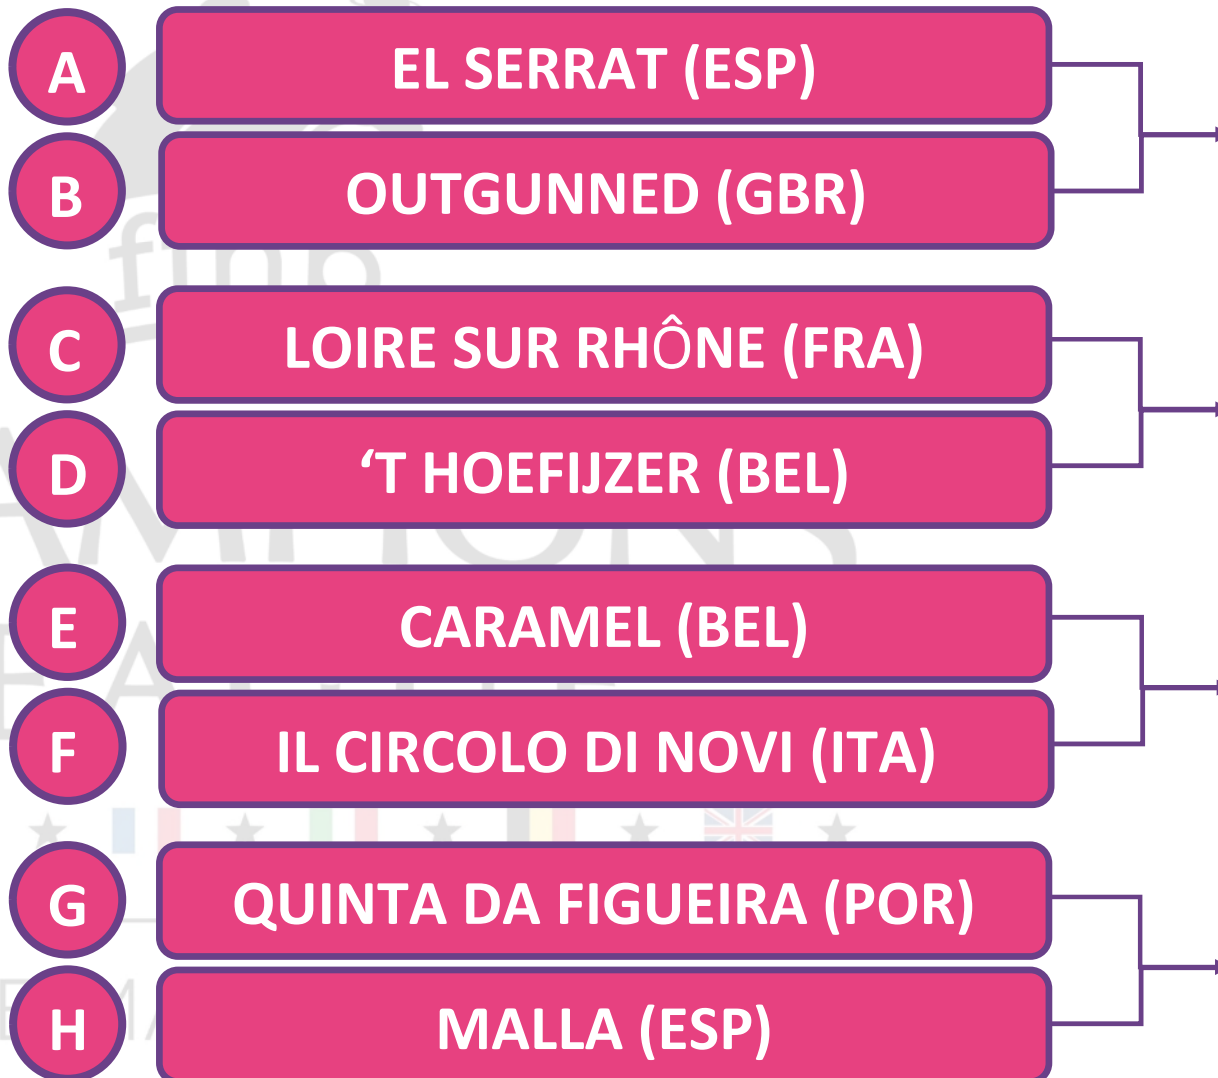 A
EL SERRAT (ESP)
B
OUTGUNNED (GBR)
C
LOIRE SUR RHÔNE (FRA)
D
‘T HOEFIJZER (BEL)
E
CARAMEL (BEL)
F
IL CIRCOLO DI NOVI (ITA)
G
QUINTA DA FIGUEIRA (POR)
H
MALLA (ESP)